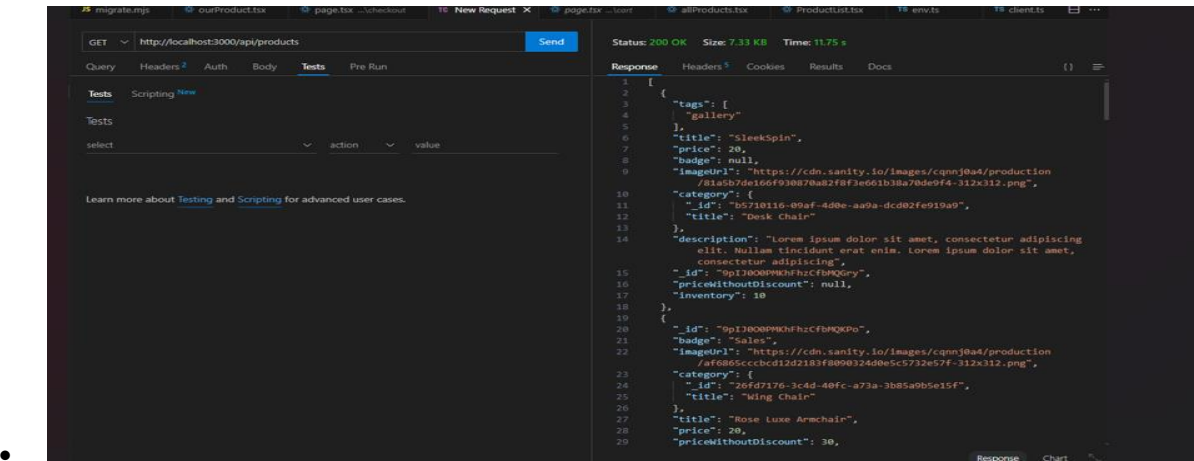 JS migrate.mjs ourProduct.tsx page.tsx ...\checkout TC New Request X page.tsx ...\cart allProducts.tsx ProductList.tsx TS env.ts TS client.ts ...
GET http://localhost:3000/api/products Send
Query Headers 2 Auth Body Tests Pre Run
Tests Scripting New
Tests
select action value
Learn more about Testing and Scripting for advanced user cases.
Status: 200 OK Size: 7.33 KB Time: 11.75 s
Response Headers 5 Cookies Results Docs {}
1 [
2 {
3 "tags": [
4 "gallery"
5 ],
6 "title": "SleekSpin",
7 "price": 20,
8 "badge": null,
9 "imageUrl": "https://cdn.sanity.io/images/cqnnj0a4/production
/81a5b7de166f930870a82f8f3e661b38a70de9f4-312x312.png",
10 "category": {
11 "_id": "b5710116-09af-4d0e-aa9a-dcd02fe919a9",
12 "title": "Desk Chair"
13 },
14 "description": "Lorem ipsum dolor sit amet, consectetur adipiscing
elit. Nullam tincidunt erat enim. Lorem ipsum dolor sit amet,
consectetur adipiscing",
15 "_id": "9pIJ0O0PMKhFhzCfbMQGry",
16 "priceWithoutDiscount": null,
17 "inventory": 10
18 },
19 {
20 "_id": "9pIJ0O0PMKhFhzCfbMQKPo",
21 "badge": "Sales",
22 "imageUrl": "https://cdn.sanity.io/images/cqnnj0a4/production
/af6865cccbcd12d2183f8090324d0e5c5732e57f-312x312.png",
23 "category": {
24 "_id": "26fd7176-3c4d-40fc-a73a-3b85a9b5e15f",
25 "title": "Wing Chair"
26 },
27 "title": "Rose Luxe Armchair",
28 "price": 20,
29 "priceWithoutDiscount": 30,
Response Chart